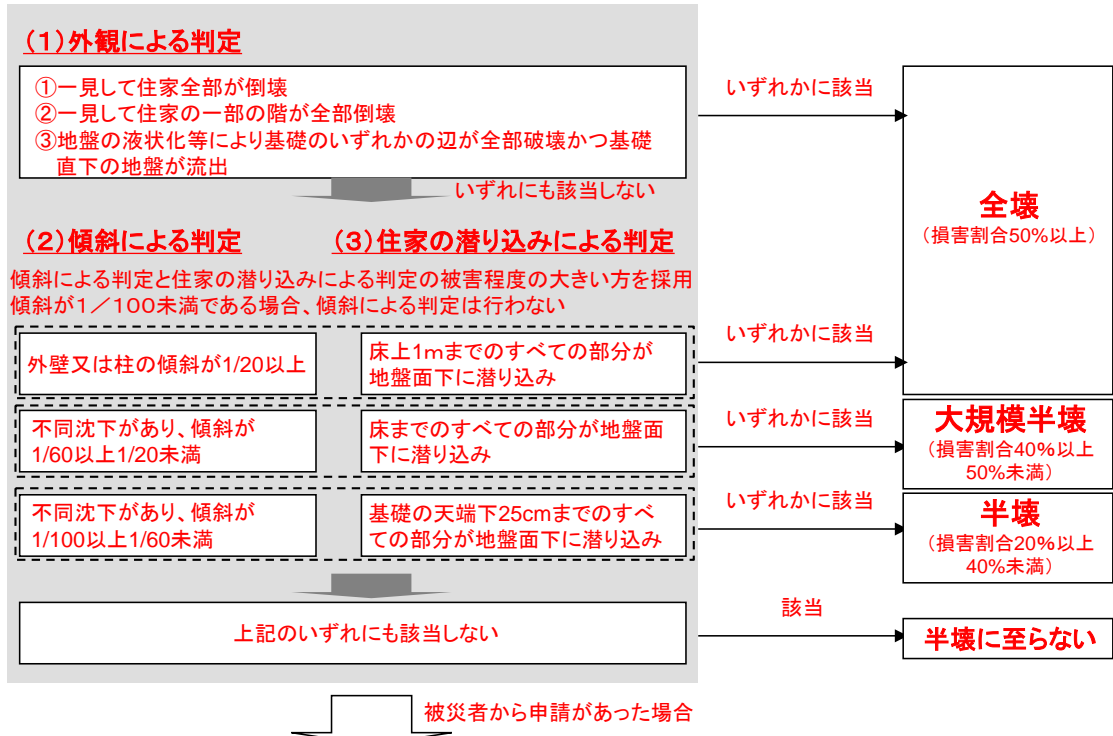 (1)外観による判定
①一見して住家全部が倒壊
②一見して住家の一部の階が全部倒壊
③地盤の液状化等により基礎のいずれかの辺が全部破壊かつ基礎
直下の地盤が流出
いずれかに該当
全壊
(損害割合50%以上)
いずれにも該当しない
(2)傾斜による判定
(3)住家の潜り込みによる判定
傾斜による判定と住家の潜り込みによる判定の被害程度の大きい方を採用
傾斜が1/100未満である場合、傾斜による判定は行わない
外壁又は柱の傾斜が1/20以上
床上1mまでのすべての部分が
地盤面下に潜り込み
いずれかに該当
不同沈下があり、傾斜が
1/60以上1/20未満
床までのすべての部分が地盤面
下に潜り込み
いずれかに該当
大規模半壊
(損害割合40%以上
50%未満)
不同沈下があり、傾斜が
1/100以上1/60未満
基礎の天端下25cmまでのすべ
ての部分が地盤面下に潜り込み
いずれかに該当
半壊
(損害割合20%以上
40%未満)
上記のいずれにも該当しない
該当
半壊に至らない
被災者から申請があった場合